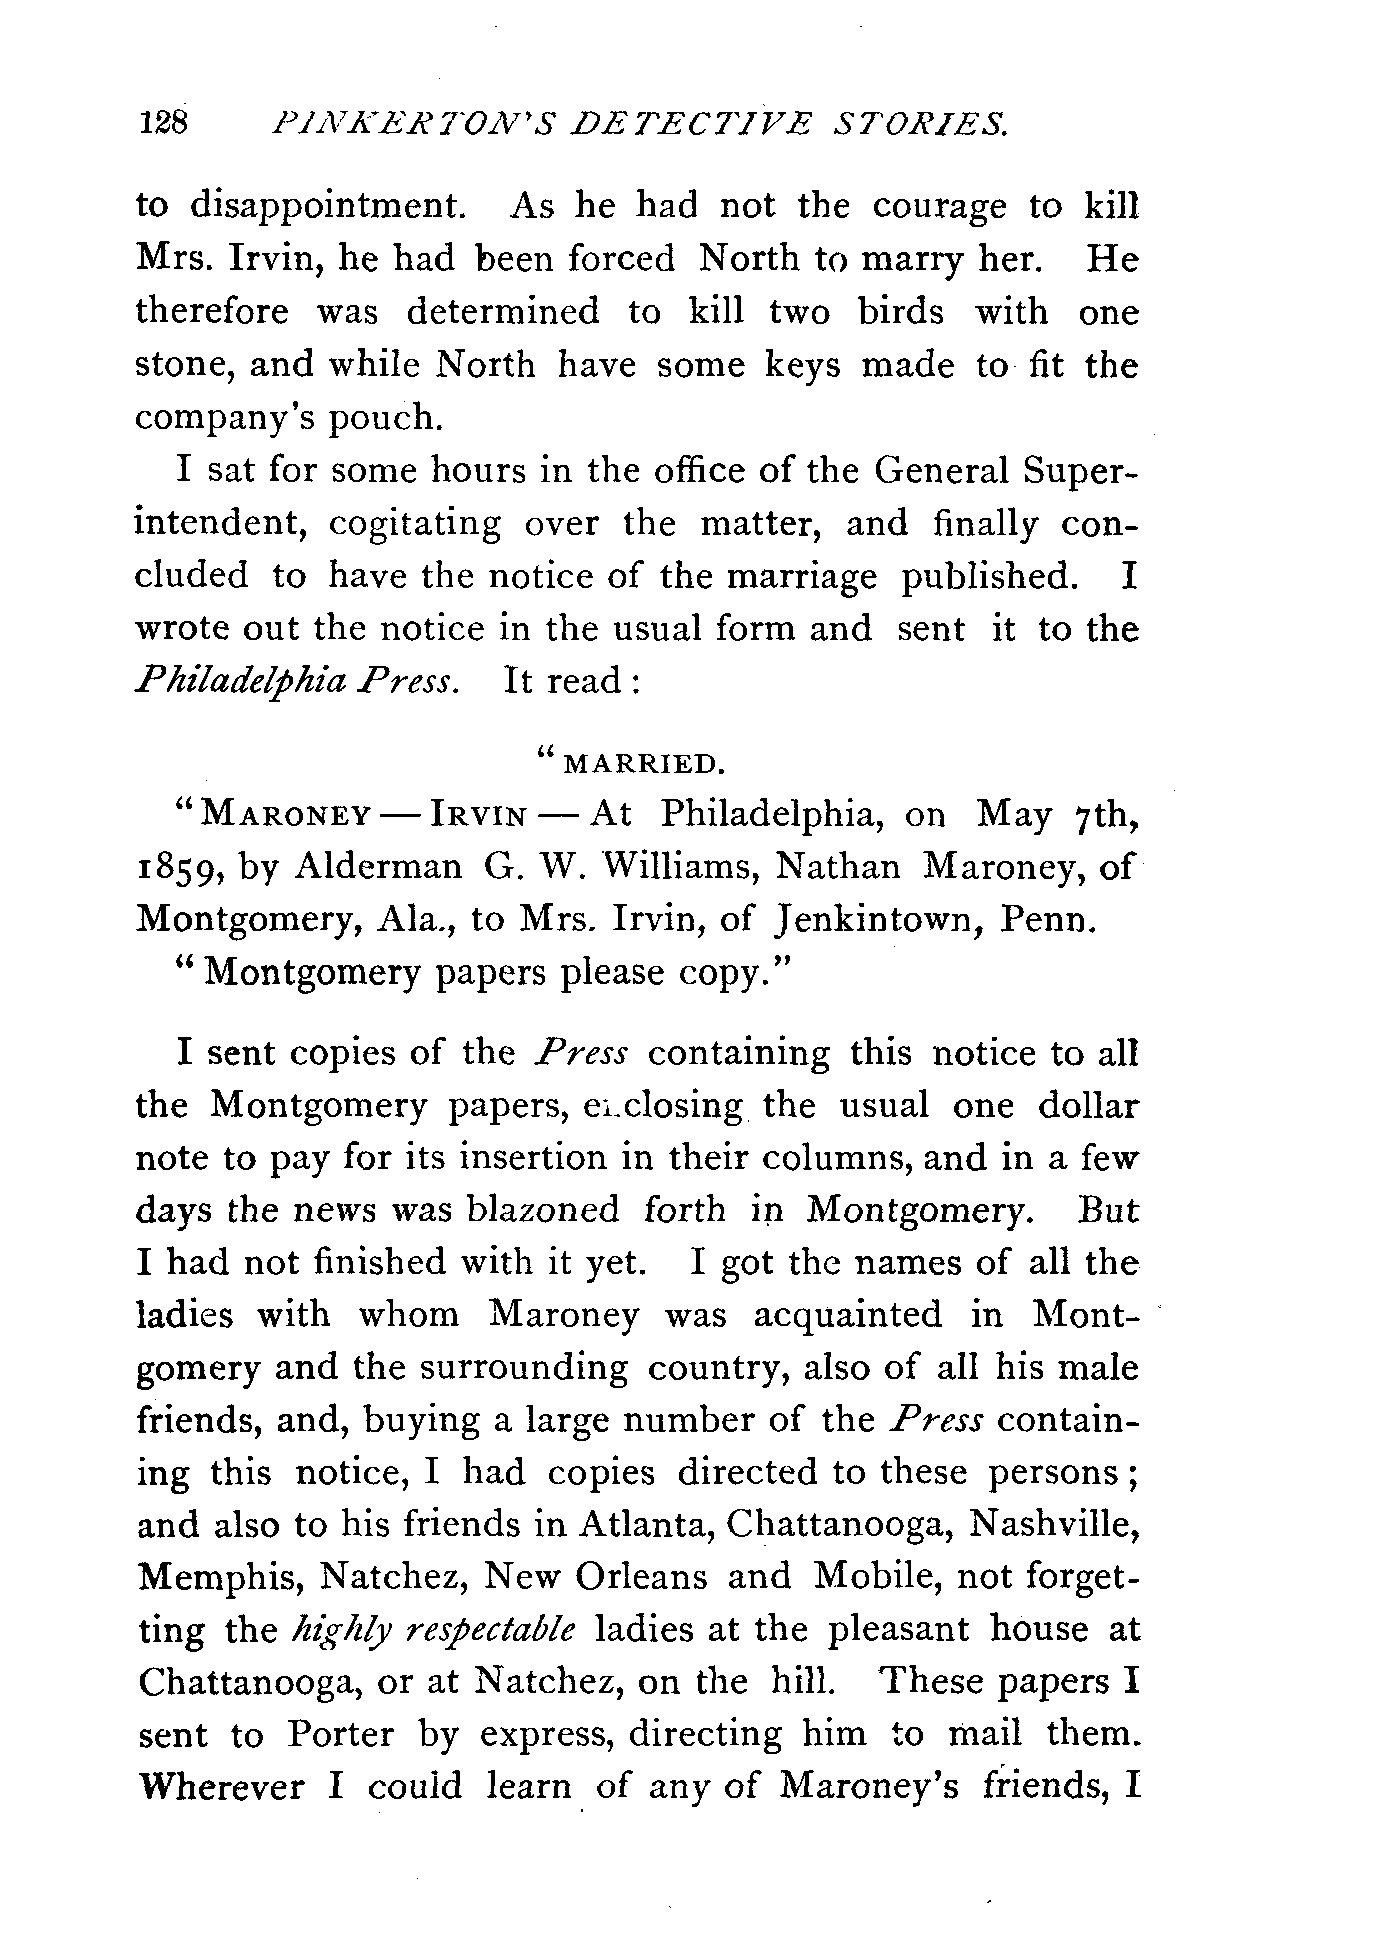 128 PINKERTON'S DETECTIVE STORIES.
to disappointment. As he had not the courage to kill
Mrs. Irvin, he had been forced North to marry her. He
therefore was determined to kill two birds with one
stone, and while North have some keys made to fit the
company's pouch.
I sat for some hours in the office of the General Super-
intendent, cogitating over the matter, and finally con-
cluded to have the notice of the marriage published. I
wrote out the notice in the usual form and sent it to the
Philadelphia Press. It read :
“ MARRIED.
“ MARONEY — IRVIN — At Philadelphia, on May 7th,
1859, by Alderman G. W. Williams, Nathan Maroney, of
Montgomery, Ala., to Mrs. Irvin, of Jenkintown, Penn.
“ Montgomery papers please copy.”
I sent copies of the Press containing this notice to all
the Montgomery papers, enclosing the usual one dollar
note to pay for its insertion in their columns, and in a few
days the news was blazoned forth in Montgomery. But
I had not finished with it yet. I got the names of all the
ladies with whom Maroney was acquainted in Mont-
gomery and the surrounding country, also of all his male
friends, and, buying a large number of the Press contain-
ing this notice, I had copies directed to these persons ;
and also to his friends in Atlanta, Chattanooga, Nashville,
Memphis, Natchez, New Orleans and Mobile, not forget-
ting the highly respectable ladies at the pleasant house at
Chattanooga, or at Natchez, on the hill. These papers I
sent to Porter by express, directing him to mail them.
Wherever I could learn of any of Maroney's friends, I